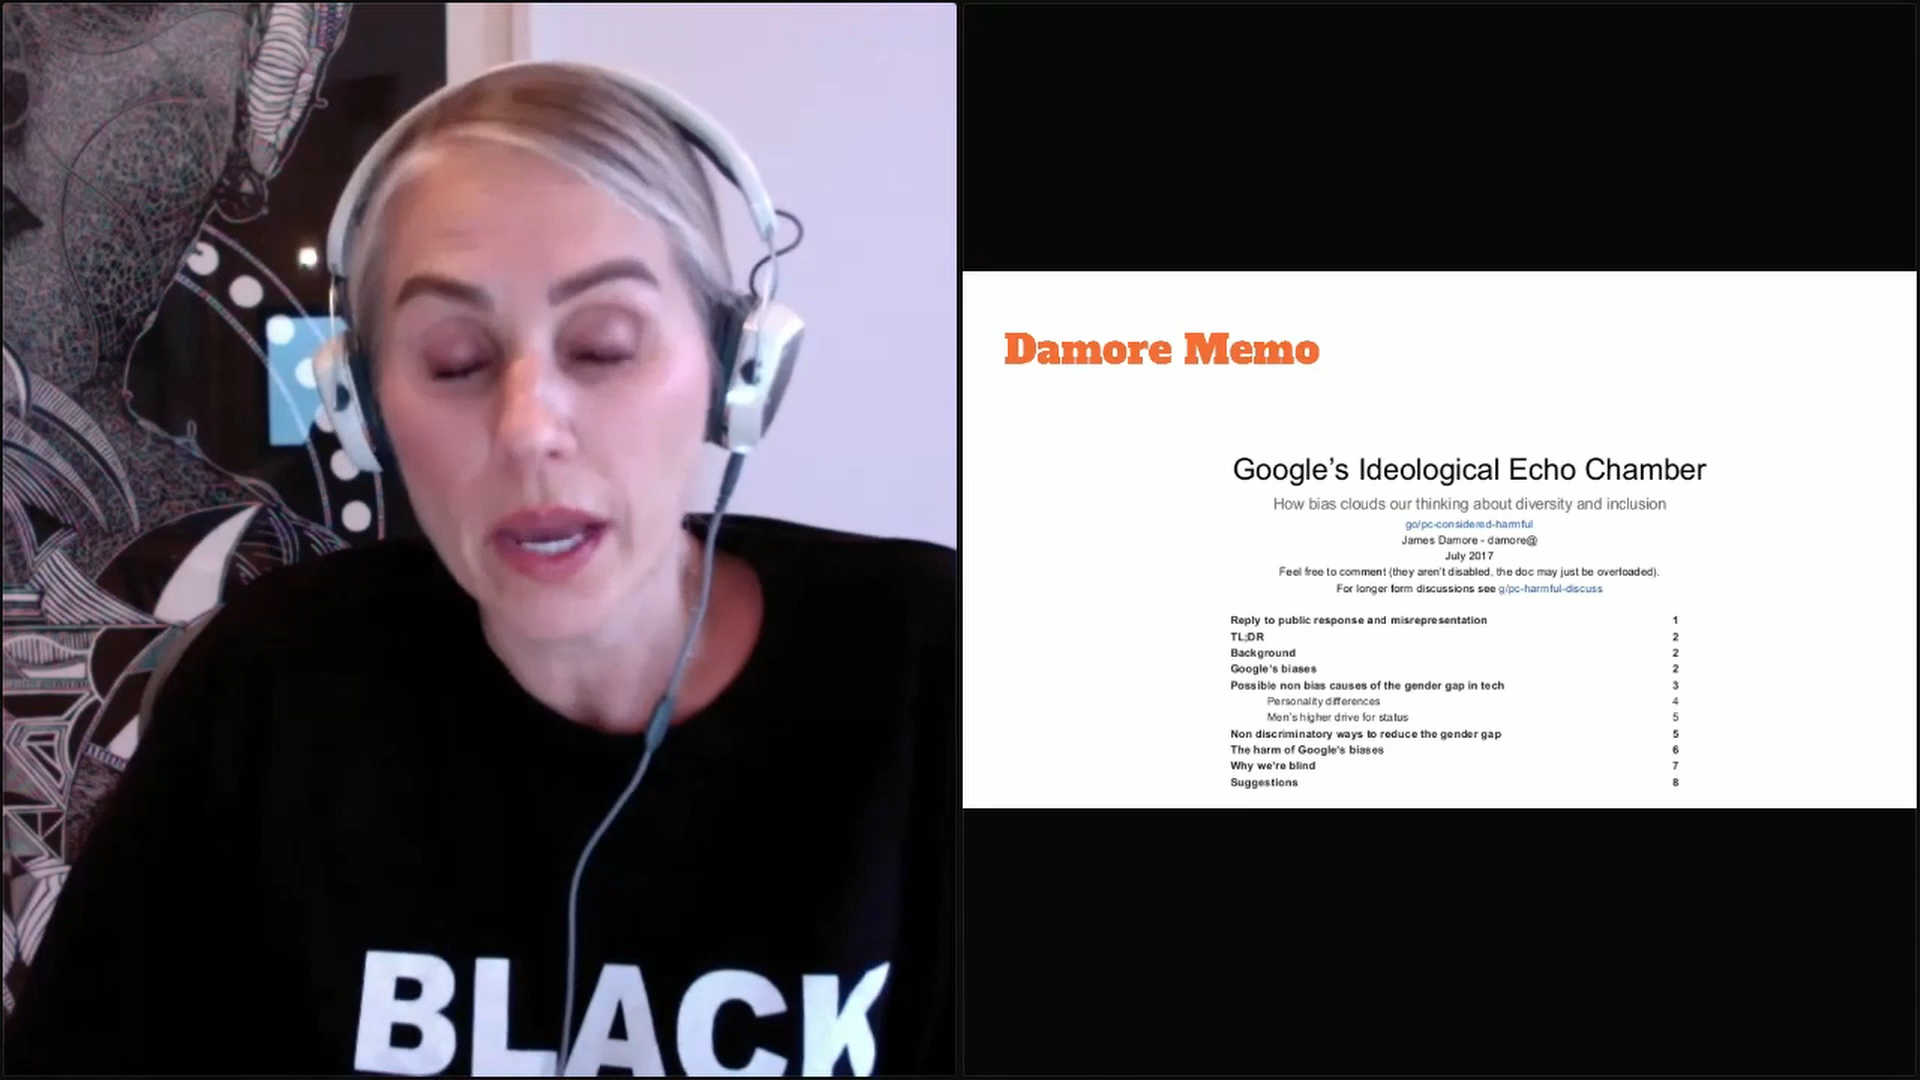 BLACK
Damore Memo
Google's Ideological Echo Chamber
How bias clouds our thinking about diversity and inclusion
go/pc-considered-harmful
James Damore - damore@
July 2017
Feel free to comment (they aren't disabled, the doc may just be overloaded).
For longer form discussions see g/pc-harmful-discuss
Reply to public response and misrepresentation 1
TL;DR 2
Background 2
Google's biases 2
Possible non bias causes of the gender gap in tech 3
Personality differences 4
Men's higher drive for status 5
Non discriminatory ways to reduce the gender gap 5
The harm of Google's biases 6
Why we're blind 7
Suggestions 8